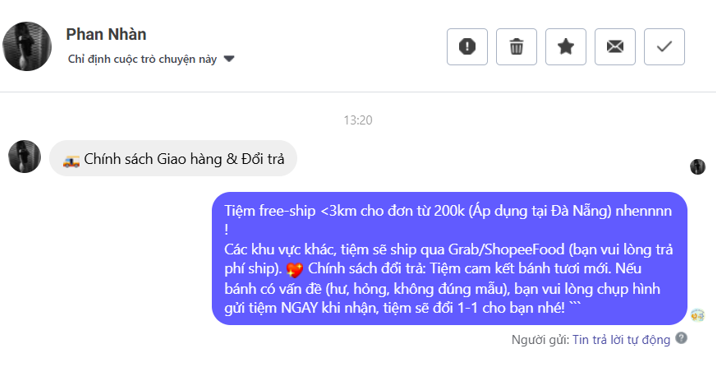 Phan Nhàn
Chỉ định cuộc trò chuyện này
13:20
Chính sách Giao hàng & Đổi trả
Tiệm free-ship <3km cho đơn từ 200k (Áp dụng tại Đà Nẵng) nhennnn
!
Các khu vực khác, tiệm sẽ ship qua Grab/ShopeeFood (bạn vui lòng trả
phí ship). 💖 Chính sách đổi trả: Tiệm cam kết bánh tươi mới. Nếu
bánh có vấn đề (hư, hỏng, không đúng mẫu), bạn vui lòng chụp hình
gửi tiệm NGAY khi nhận, tiệm sẽ đổi 1-1 cho bạn nhé! ```
Người gửi: Tin trả lời tự động